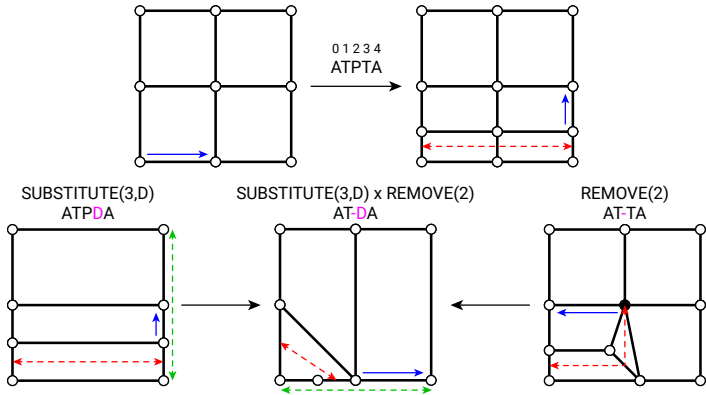 0 1 2 3 4
ATPTA
SUBSTITUTE(3,D)
ATPDA
SUBSTITUTE(3,D) x REMOVE(2)
AT-DA
REMOVE(2)
AT-TA